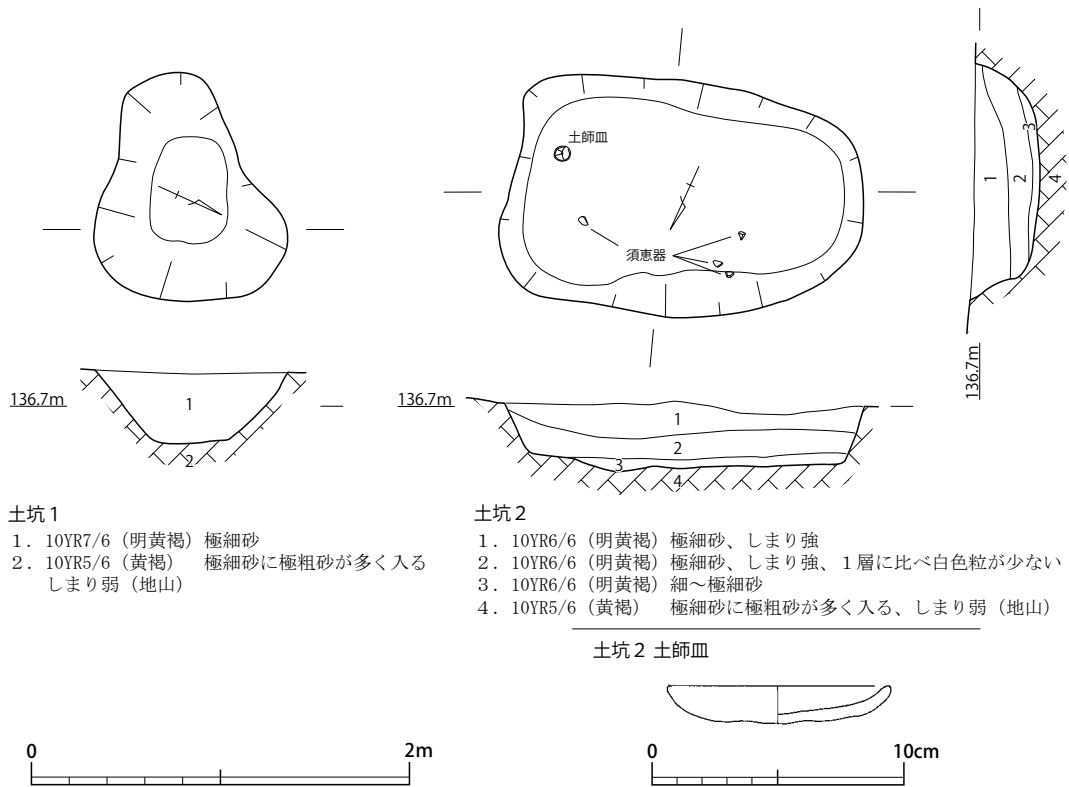 土師皿
須恵器
1
2
3
4
136.7m
136.7m
1
2
136.7m
1
2
3
4
土坑1
1. 10YR7/6（明黄褐）極細砂
2. 10YR5/6（黄褐） 極細砂に極粗砂が多く入る
しまり弱（地山）
土坑2
1. 10YR6/6（明黄褐）極細砂、しまり強
2. 10YR6/6（明黄褐）極細砂、しまり強、1層に比べ白色粒が少ない
3. 10YR6/6（明黄褐）細～極細砂
4. 10YR5/6（黄褐） 極細砂に極粗砂が多く入る、しまり弱（地山）
土坑2 土師皿
0 2m
0 10cm